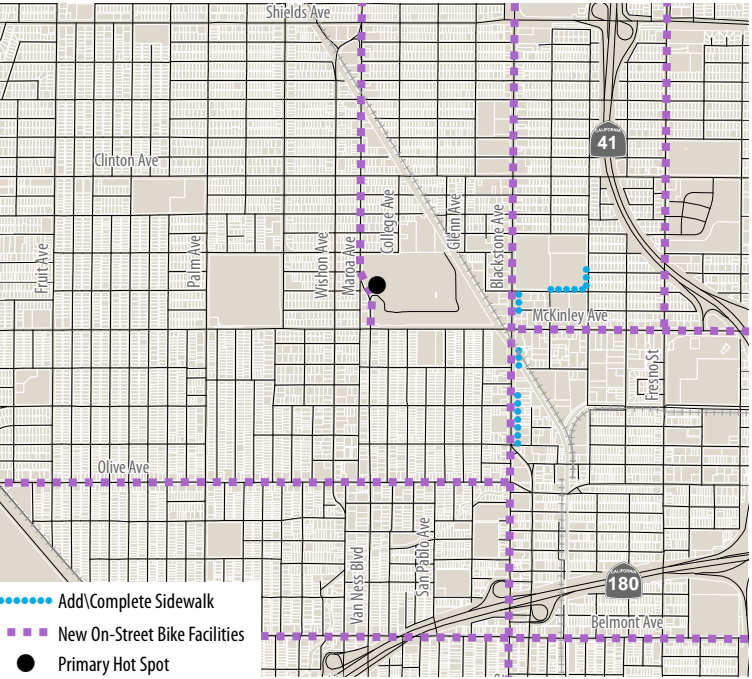 Shields Ave
CALIFORNIA
41
Clinton Ave
College Ave
Glenn Ave
Blackstone Ave
Fruit Ave
Palm Ave
Wishon Ave
Maroa Ave
McKinley Ave
Fresno St
Olive Ave
Van Ness Blvd
San Pablo Ave
CALIFORNIA
180
Belmont Ave
Add\Complete Sidewalk
New On-Street Bike Facilities
Primary Hot Spot